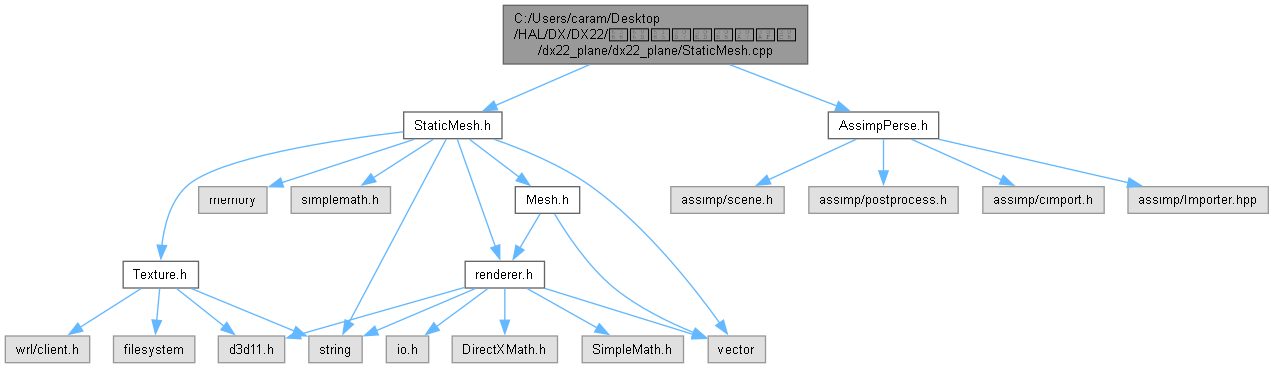 C:/Users/caram/Desktop
/HAL/DX/DX22/
/dx22_plane/dx22_plane/StaticMesh.cpp
StaticMesh.h
AssimpPerse.h
memory
simplemath.h
Mesh.h
assimp/scene.h
assimp/postprocess.h
assimp/cimport.h
assimp/Importer.hpp
Texture.h
renderer.h
wrl/client.h
filesystem
d3d11.h
string
io.h
DirectXMath.h
SimpleMath.h
vector